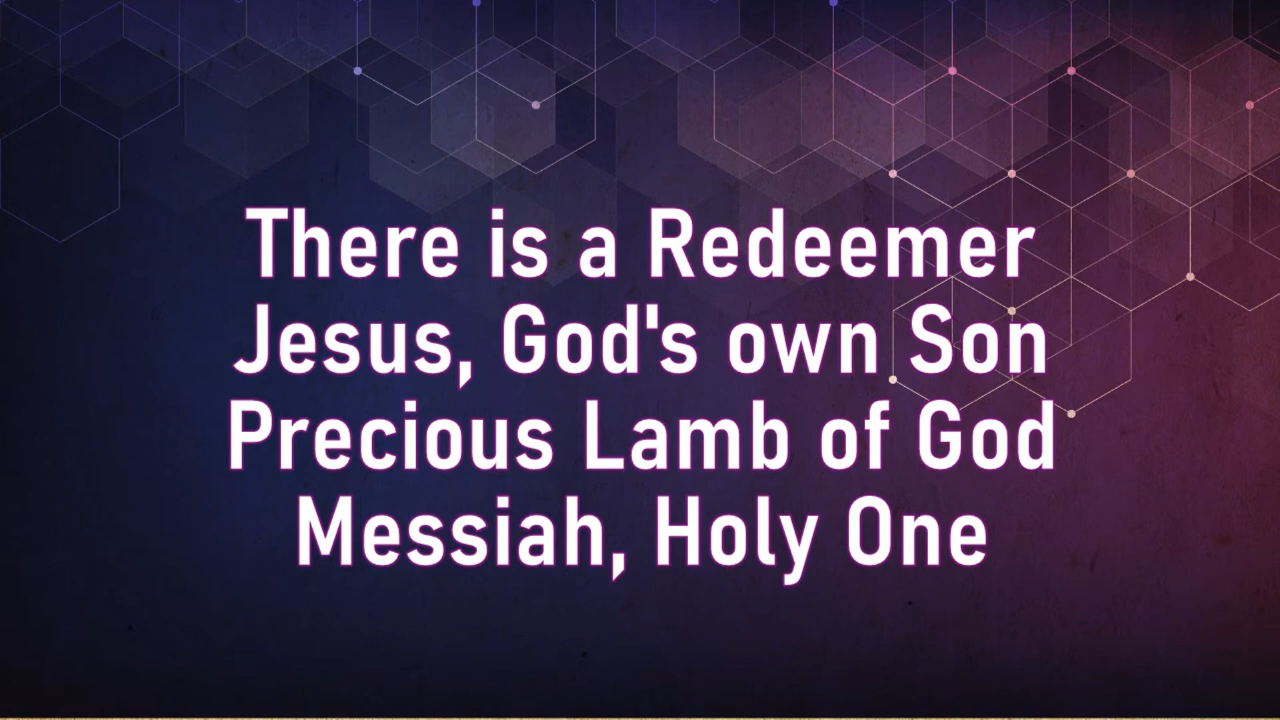 There is a Redeemer
Jesus, God's own Son
Precious Lamb of God
Messiah, Holy One